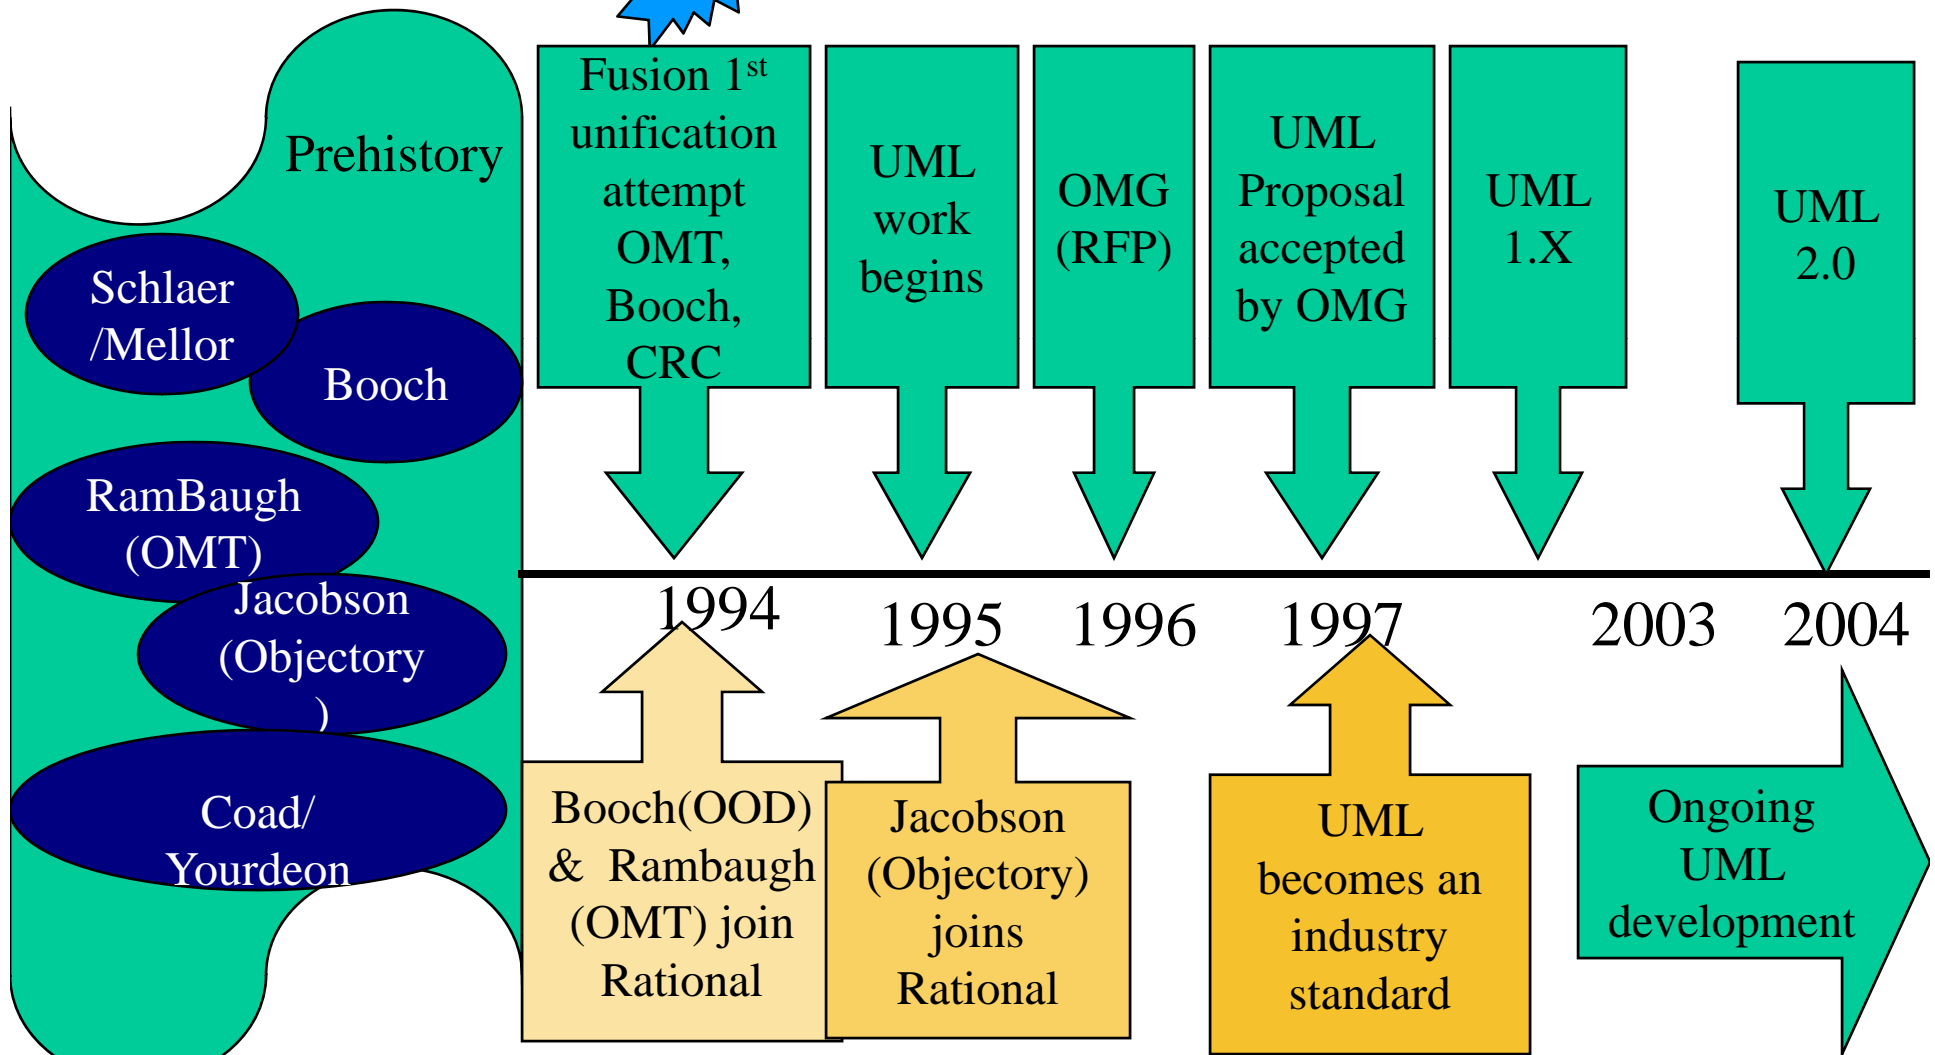 Prehistory
Schlaer
/Mellor
Booch
RamBaugh
(OMT)
Jacobson
(Objectory
)
Coad/
Yourdeon
Fusion 1st
unification
attempt
OMT,
Booch,
CRC
UML
work
begins
OMG
(RFP)
UML
Proposal
accepted
by OMG
UML
1.X
UML
2.0
1994
1995
1996
1997
2003
2004
Booch(OOD)
& Rambaugh
(OMT) join
Rational
Jacobson
(Objectory)
joins
Rational
UML
becomes an
industry
standard
Ongoing
UML
development